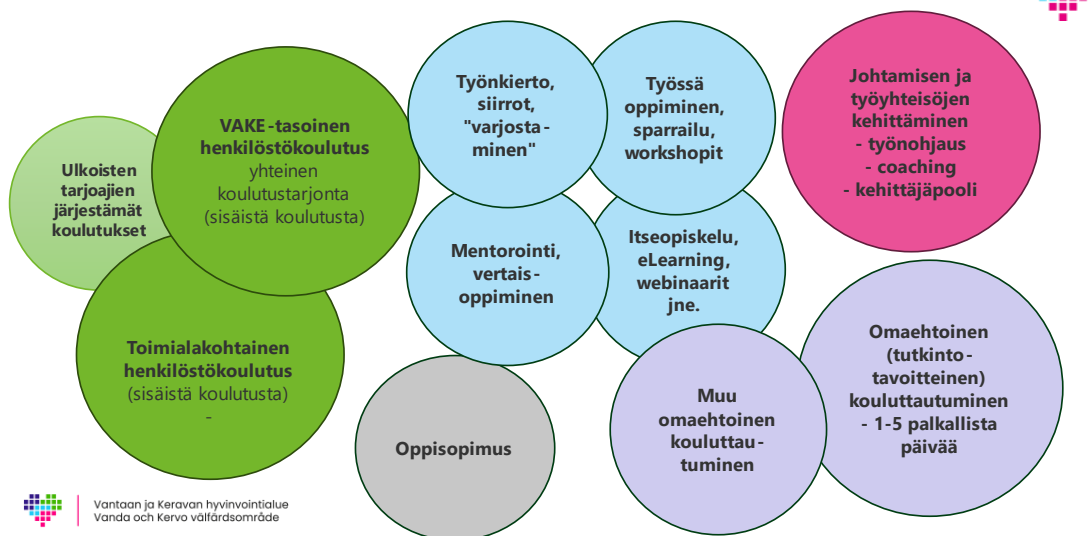 Ulkoisten
tarjoajien
järjestämät
koulutukset
VAKE-tasoinen
henkilöstökoulutus
yhteinen
koulutustarjonta
(sisäistä koulutusta)
Toimialakohtainen
henkilöstökoulutus
(sisäistä koulutusta)
-
Työnkierto,
siirrot,
"varjosta-
minen"
Työssä
oppiminen,
sparrailu,
workshopit
Mentorointi,
vertais-
oppiminen
Itseopiskelu,
eLearning,
webinaarit
jne.
Johtamisen ja
työyhteisöjen
kehittäminen
- työnohjaus
- coaching
- kehittäjäpooli
Oppisopimus
Muu
omaehtoinen
kouluttau-
tuminen
Omaehtoinen
(tutkinto-
tavoitteinen)
kouluttautuminen
- 1-5 palkallista
päivää
Vantaan ja Keravan hyvinvointialue
Vanda och Kervo välfärdsområde